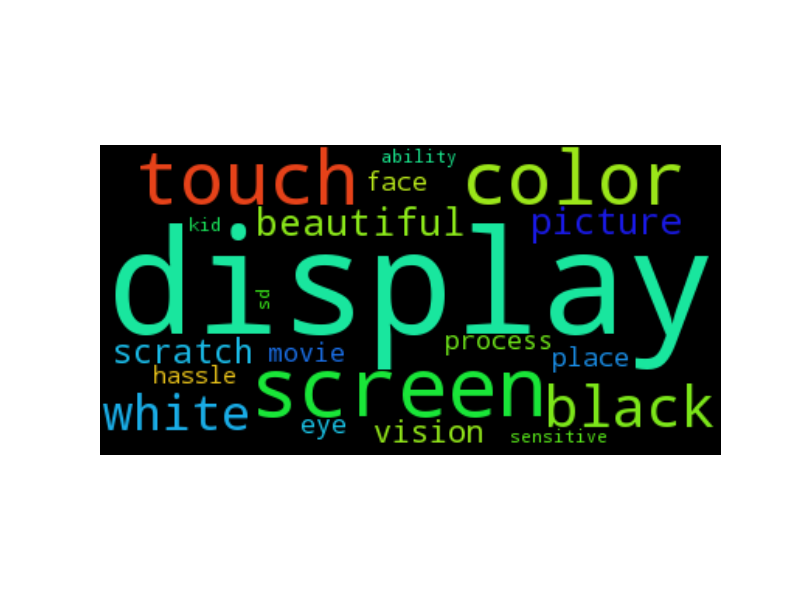 ability
touch
face
color
kid
beautiful
picture
display
sd
scratch
movie
process
place
hassle
screen
white
eye
vision
black
sensitive